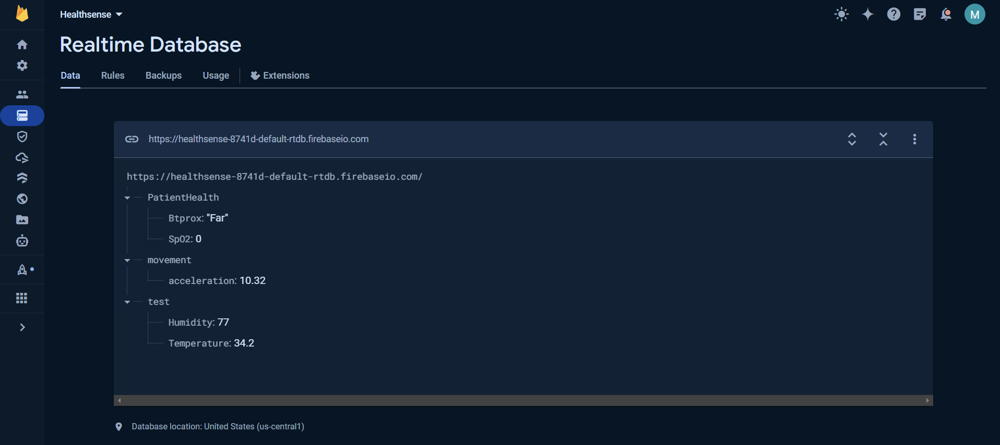 Healthsense
M
Realtime Database
Data Rules Backups Usage Extensions
https://healthsense-8741d-default-rtdb.firebaseio.com
https://healthsense-8741d-default-rtdb.firebaseio.com/
PatientHealth
Btprox: "Far"
SpO2: 0
movement
acceleration: 10.32
test
Humidity: 77
Temperature: 34.2
Database location: United States (us-central1)